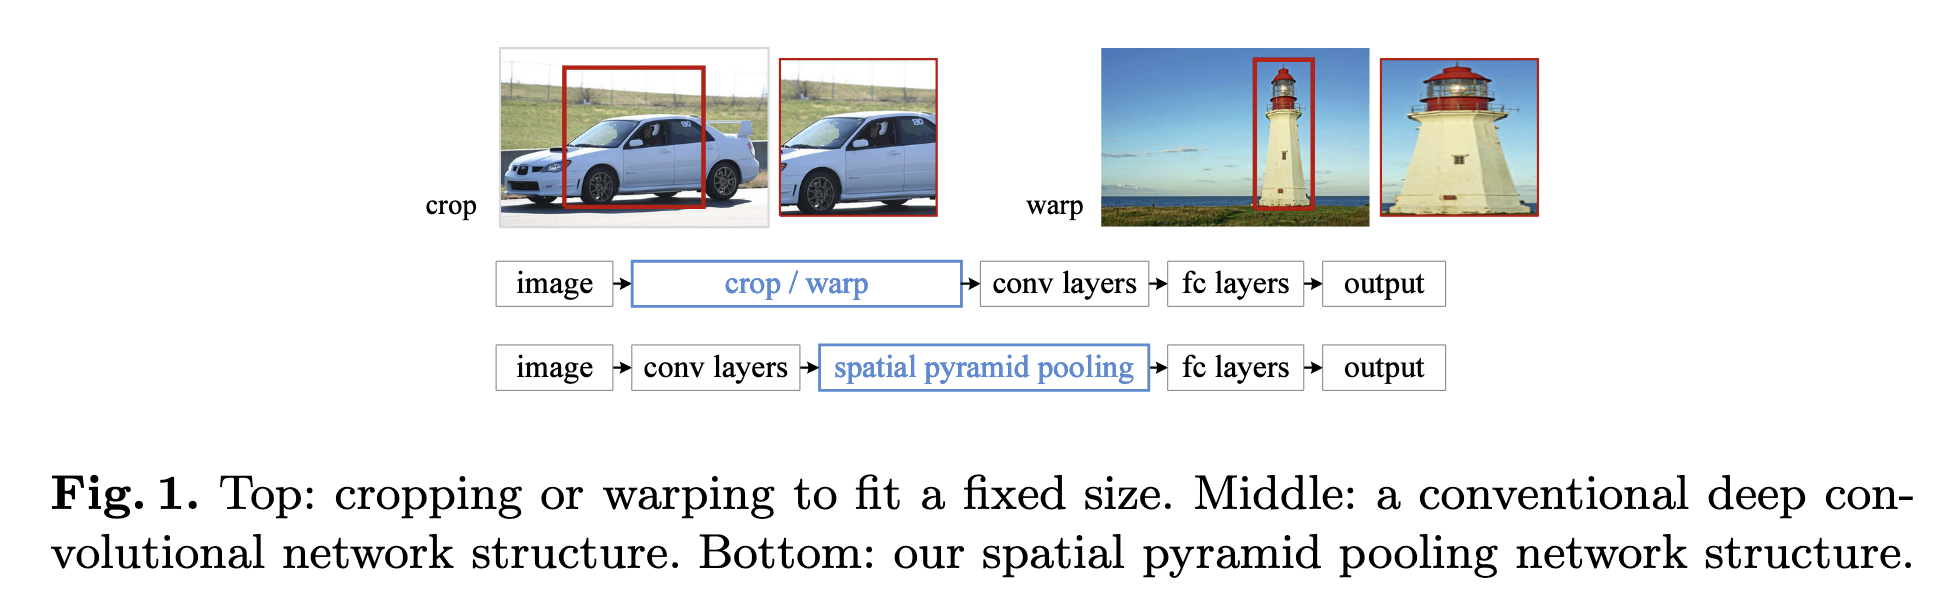 crop
warp
image crop / warp conv layers fc layers output
image conv layers spatial pyramid pooling fc layers output
Fig. 1. Top: cropping or warping to fit a fixed size. Middle: a conventional deep con-
volutional network structure. Bottom: our spatial pyramid pooling network structure.